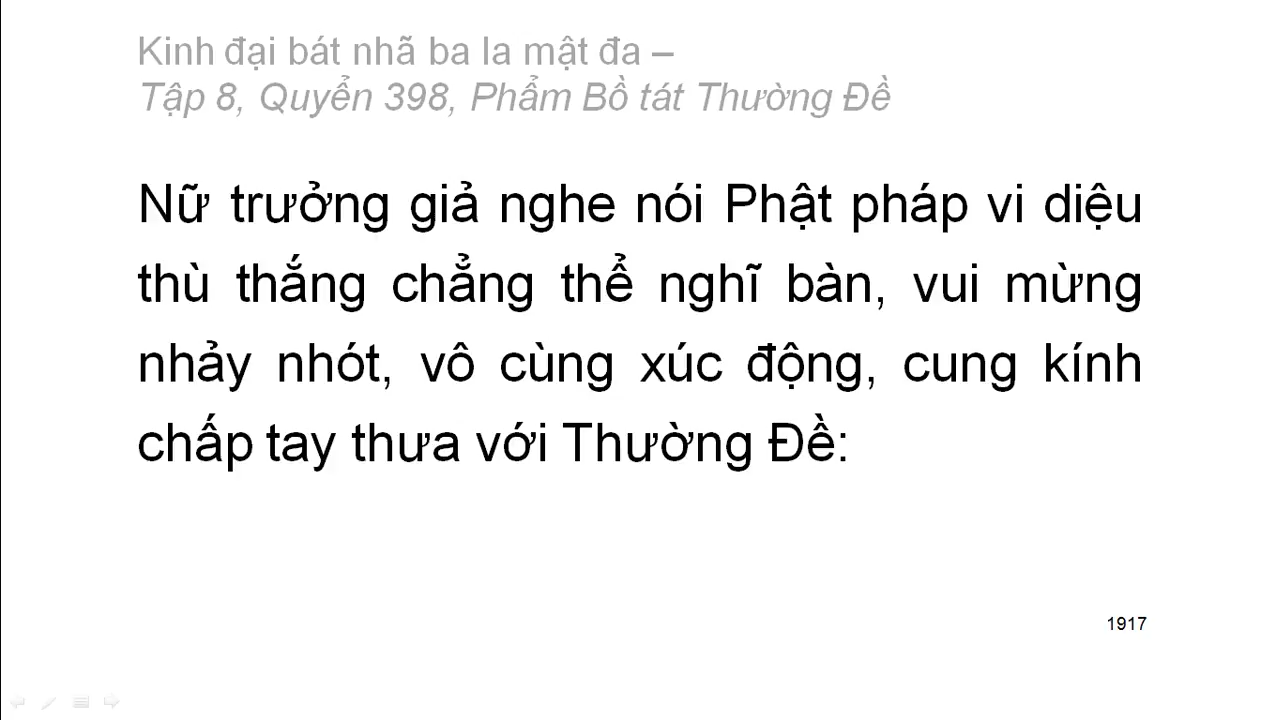 Kinh đại bát nhã ba la mật đa –
Tập 8, Quyển 398, Phẩm Bồ tát Thường Đề
Nữ trưởng giả nghe nói Phật pháp vi diệu
thù thắng chẳng thể nghĩ bàn, vui mừng
nhảy nhót, vô cùng xúc động, cung kính
chấp tay thưa với Thường Đề:
1917